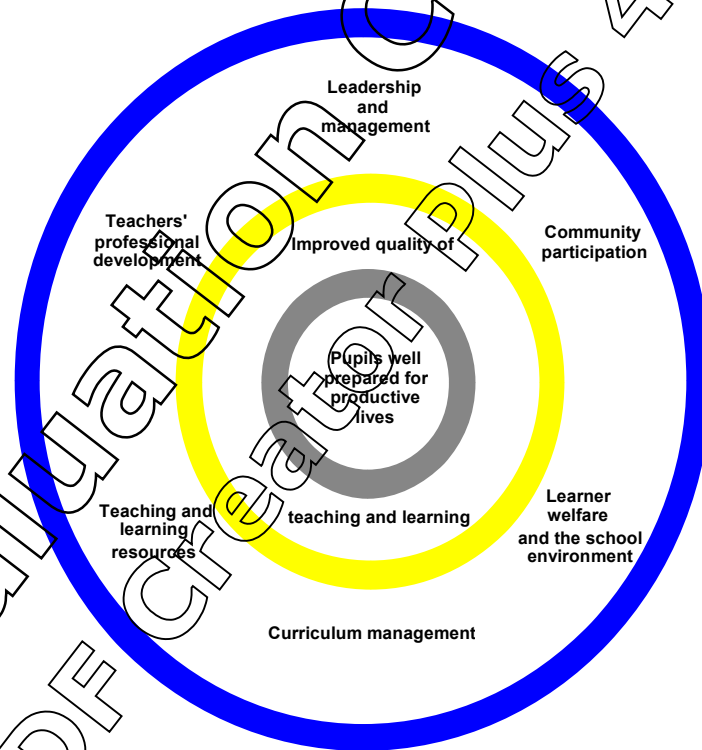 Leadership
and
management
Teachers'
professional
development
Community
participation
Improved quality of
Pupils well
prepared for
productive
lives
Teaching and
learning
resources
teaching and learning
Learner
welfare
and the school
environment
Curriculum management
PDF Creator Plus 4